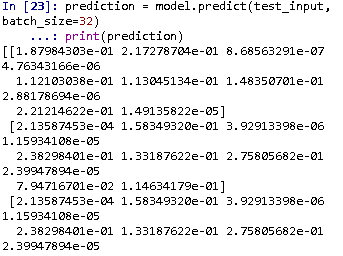 In [23]: prediction = model.predict(test_input,
batch_size=32)
...: print(prediction)
[[1.87984303e-01 2.17278704e-01 8.68563291e-07
4.76343166e-06
1.12103038e-01 1.13045134e-01 1.48350701e-01
2.88178694e-06
2.21214622e-01 1.49135822e-05]
[2.13587453e-04 1.58349320e-01 3.92913398e-06
1.15934108e-05
2.38298401e-01 1.33187622e-01 2.75805682e-01
2.39947894e-05
7.94716701e-02 1.14634179e-01]
[2.13587453e-04 1.58349320e-01 3.92913398e-06
1.15934108e-05
2.38298401e-01 1.33187622e-01 2.75805682e-01
2.39947894e-05